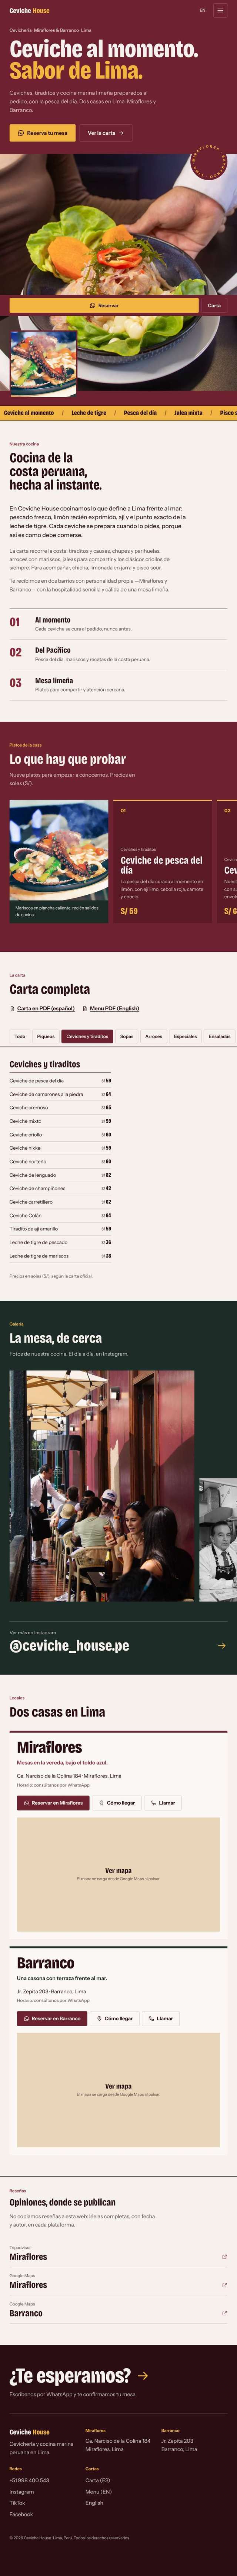 Ceviche House
EN
Cevichería · Miraflores & Barranco · Lima
Ceviche al momento.
Sabor de Lima.
Ceviches, tiraditos y cocina marina limeña preparados al
pedido, con la pesca del día. Dos casas en Lima: Miraflores y
Barranco.
Reserva tu mesa
Ver la carta →
Reservar
Carta
Ceviche al momento / Leche de tigre / Pesca del día / Jalea mixta / Pisco
Nuestra cocina
Cocina de la
costa peruana,
hecha al instante.
En Ceviche House cocinamos lo que define a Lima frente al mar:
pescado fresco, limón recién exprimido, ají y el punto exacto de la
leche de tigre. Cada ceviche se prepara cuando lo pides, porque
así es como debe comerse.
La carta recorre la costa: tiraditos y causas, chupes y parihuelas,
arroces con mariscos, jaleas para compartir y los clásicos criollos de
siempre. Para acompañar, chicha, limonada en jarra y pisco sour.
Te recibimos en dos barrios con personalidad propia —Miraflores y
Barranco— con la hospitalidad sencilla y cálida de una mesa limeña.
01
Al momento
Cada ceviche se cura al pedido, nunca antes.
02
Del Pacífico
Pesca del día, mariscos y recetas de la costa peruana.
03
Mesa limeña
Platos para compartir y atención cercana.
Platos de la casa
Lo que hay que probar
Nueve platos para empezar a conocernos. Precios en
soles (S/).
Mariscos en plancha caliente, recién salidos
de cocina
01
Ceviches y tiraditos
Ceviche de pesca del
día
La pesca del día curada al momento en
limón, con ají limo, cebolla roja, camote
y choclo.
S/ 59
02
La carta
Carta completa
Carta en PDF (español)
Menu PDF (English)
Todo
Piqueos
Ceviches y tiraditos
Sopas
Arroces
Especiales
Ensaladas
Ceviches y tiraditos
Ceviche de pesca del día S/ 59
Ceviche de camarones a la piedra S/ 64
Ceviche cremoso S/ 65
Ceviche mixto S/ 59
Ceviche criollo S/ 60
Ceviche nikkei S/ 59
Ceviche norteño S/ 60
Ceviche de lenguado S/ 82
Ceviche de champiñones S/ 42
Ceviche carretillero S/ 62
Ceviche Colán S/ 64
Tiradito de ají amarillo S/ 59
Leche de tigre de pescado S/ 36
Leche de tigre de mariscos S/ 38
Precios en soles (S/), según la carta oficial.
Galería
La mesa, de cerca
Fotos de nuestra cocina. El día a día, en Instagram.
Ver más en Instagram
@ceviche_house.pe →
Locales
Dos casas en Lima
Miraflores
Mesas en la vereda, bajo el toldo azul.
Ca. Narciso de la Colina 184 · Miraflores, Lima
Horario: consúltanos por WhatsApp.
Reservar en Miraflores
Cómo llegar
Llamar
Ver mapa
El mapa se carga desde Google Maps al pulsar.
Barranco
Una casona con terraza frente al mar.
Jr. Zepita 203 · Barranco, Lima
Horario: consúltanos por WhatsApp.
Reservar en Barranco
Cómo llegar
Llamar
Ver mapa
El mapa se carga desde Google Maps al pulsar.
Reseñas
Opiniones, donde se publican
No copiamos reseñas a esta web: léelas completas, con fecha
y autor, en cada plataforma.
Tripadvisor
Miraflores
Google Maps
Miraflores
Google Maps
Barranco
¿Te esperamos? →
Escríbenos por WhatsApp y te confirmamos tu mesa.
Ceviche House
Cevichería y cocina marina
peruana en Lima.
Miraflores
Ca. Narciso de la Colina 184
Miraflores, Lima
Barranco
Jr. Zepita 203
Barranco, Lima
Redes
+51 998 400 543
Instagram
TikTok
Facebook
Cartas
Carta (ES)
Menu (EN)
English
© 2026 Ceviche House · Lima, Perú. Todos los derechos reservados.